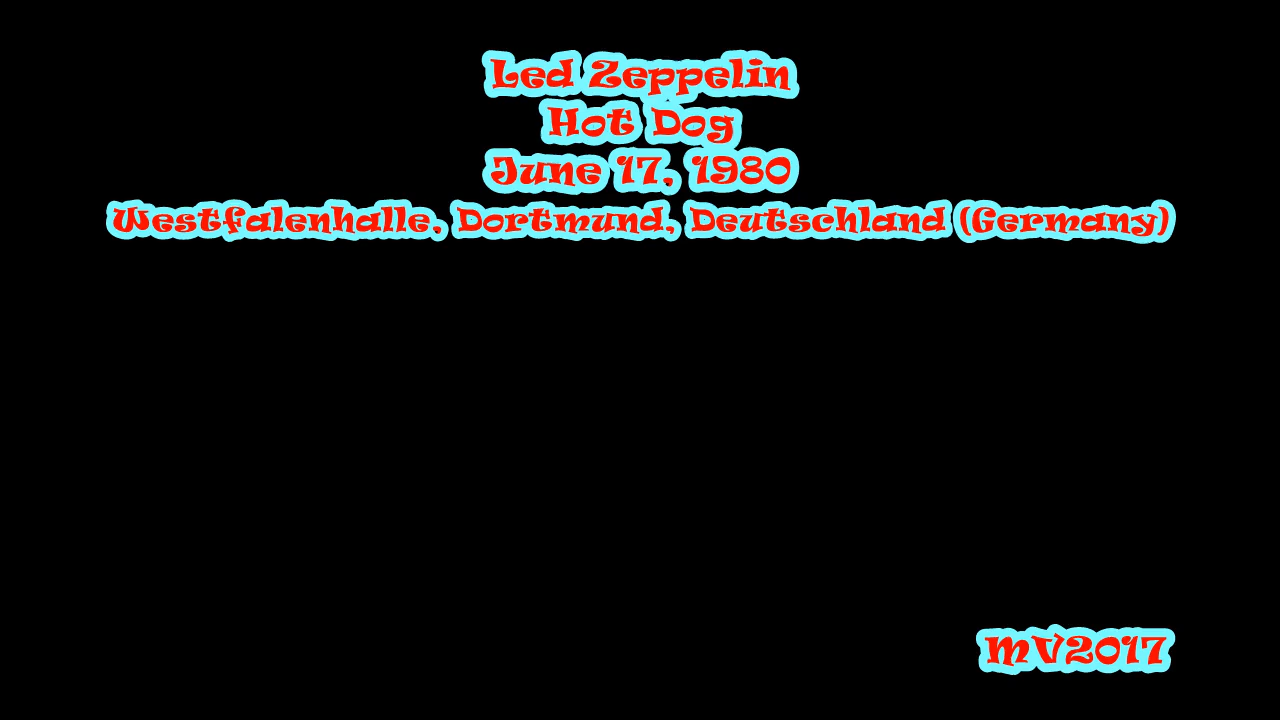 Led Zeppelin
Hot Dog
June 17, 1980
Westfalenhalle, Dortmund, Deutschland (Germany)
MV2017